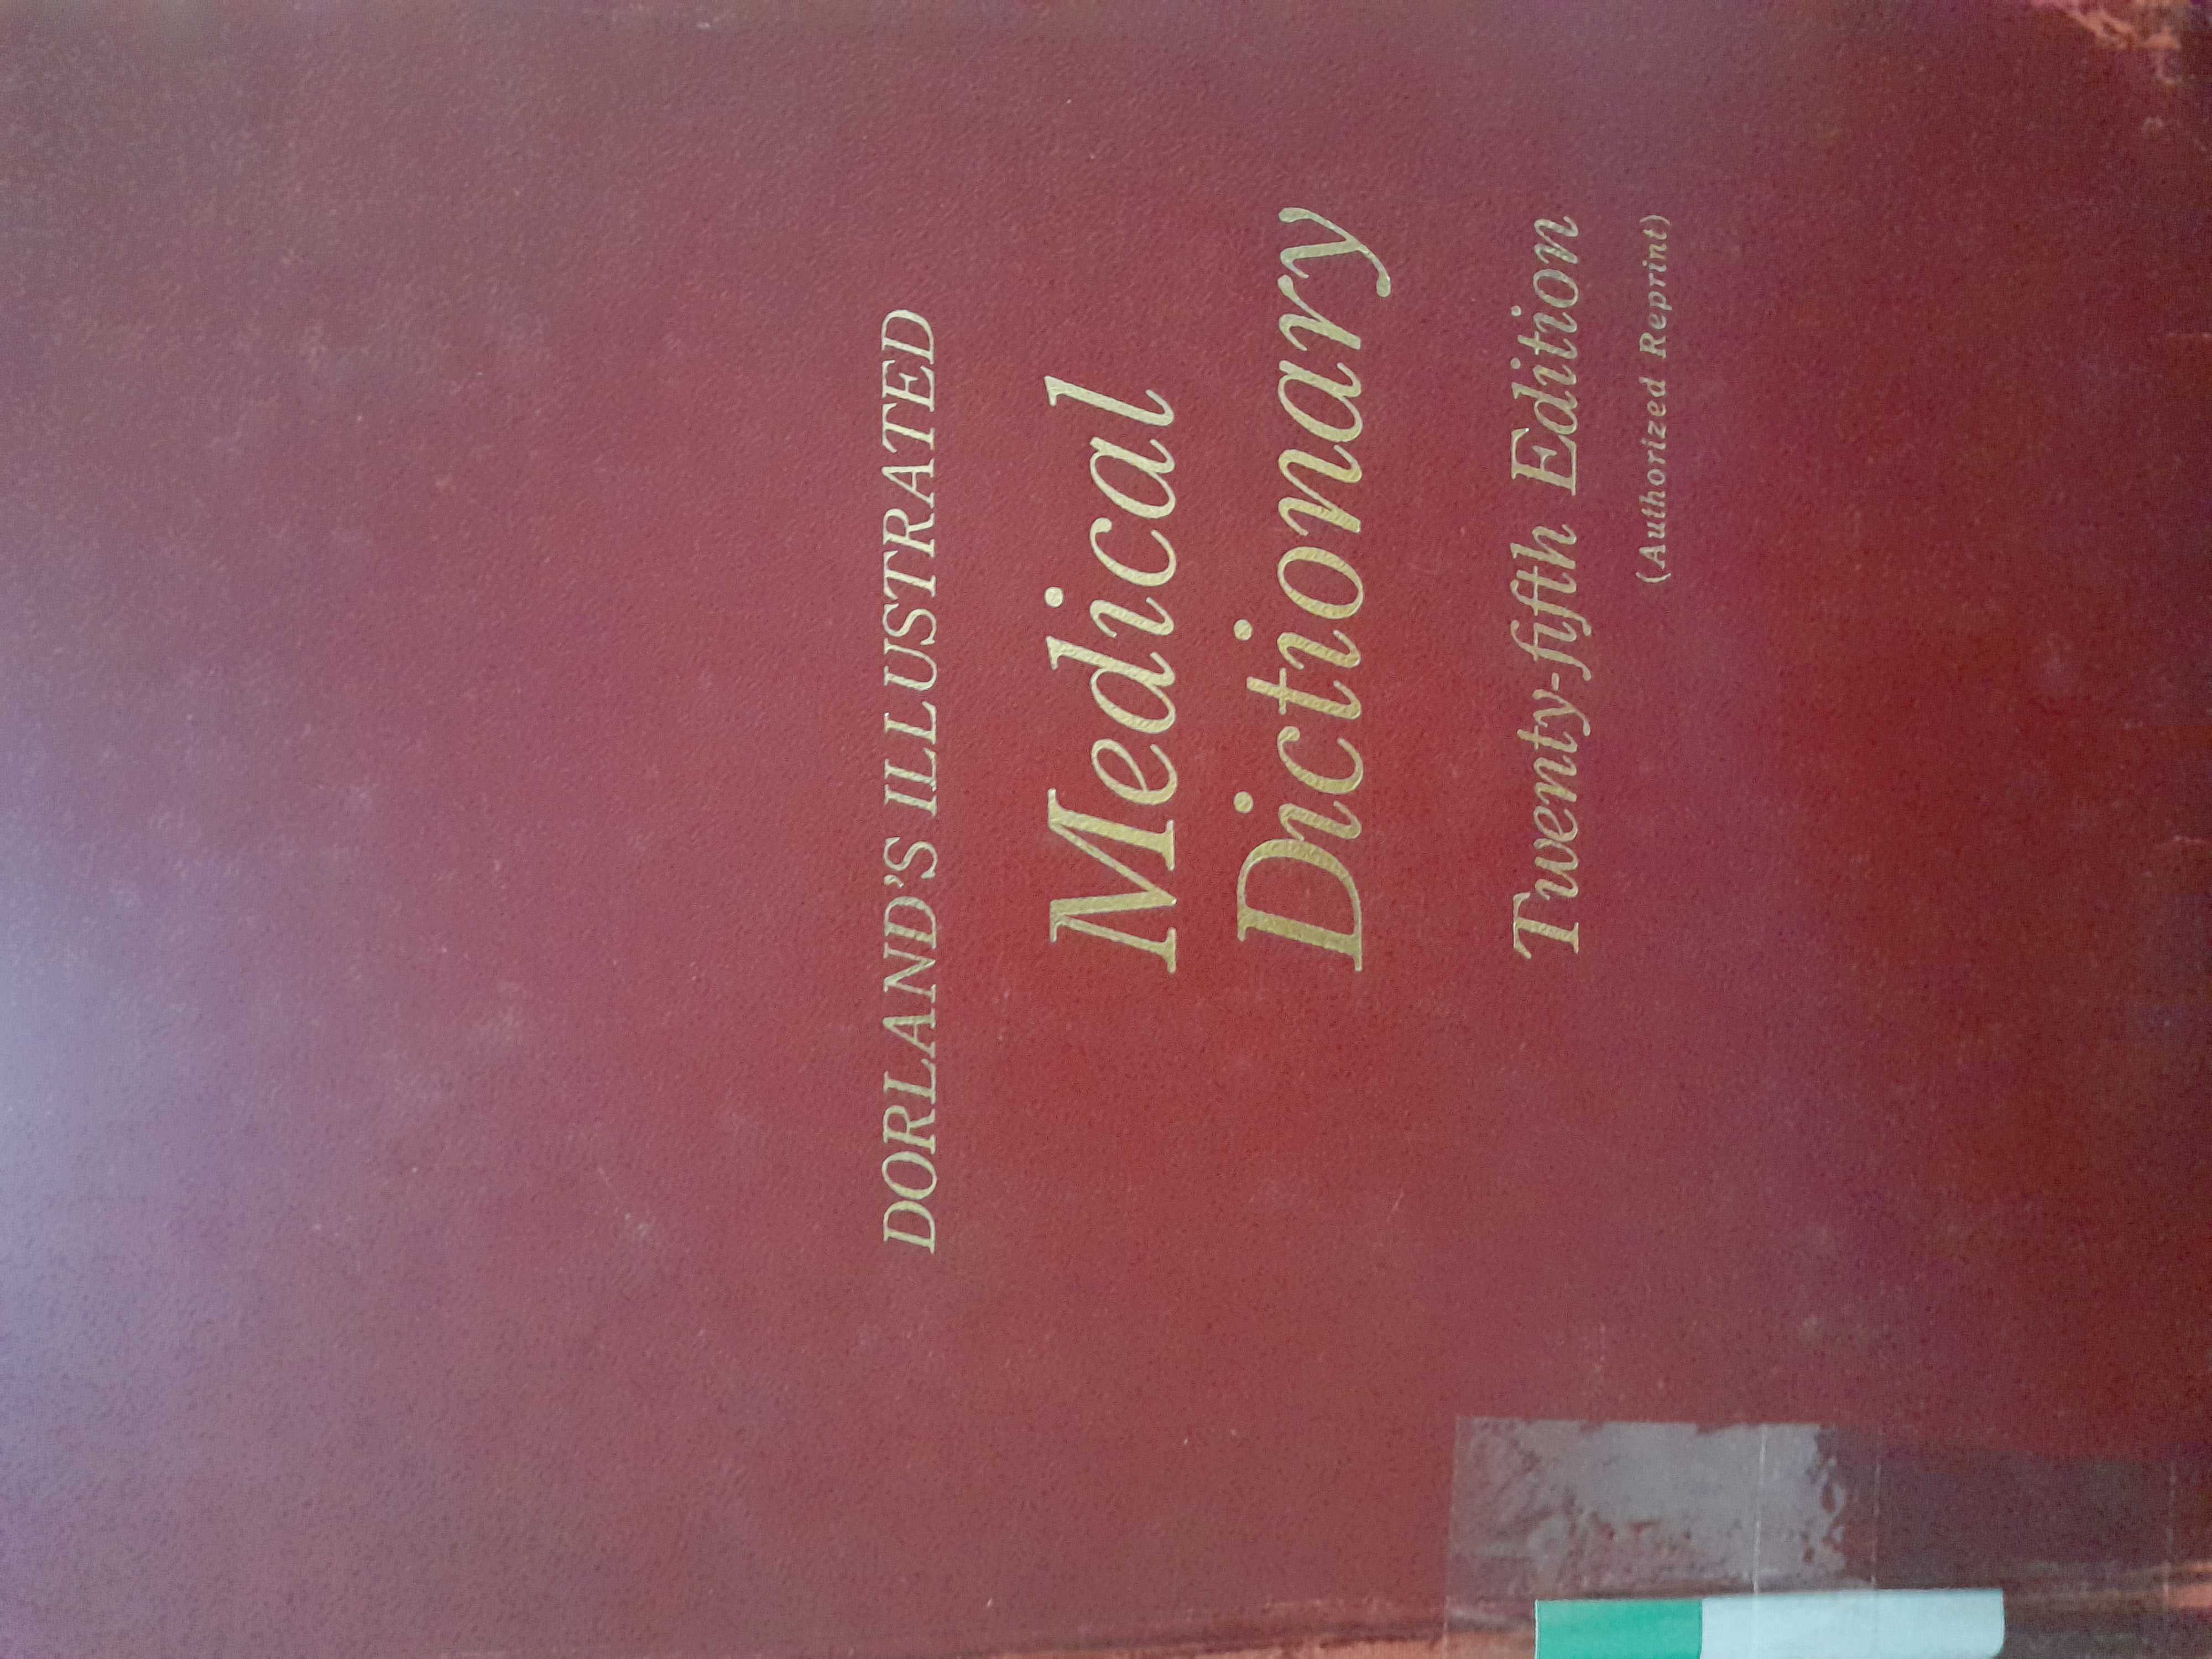 DORLAND'S ILLUSTRATED
Medical
Dictionary
Twenty-fifth Edition
(Authorized Reprint)